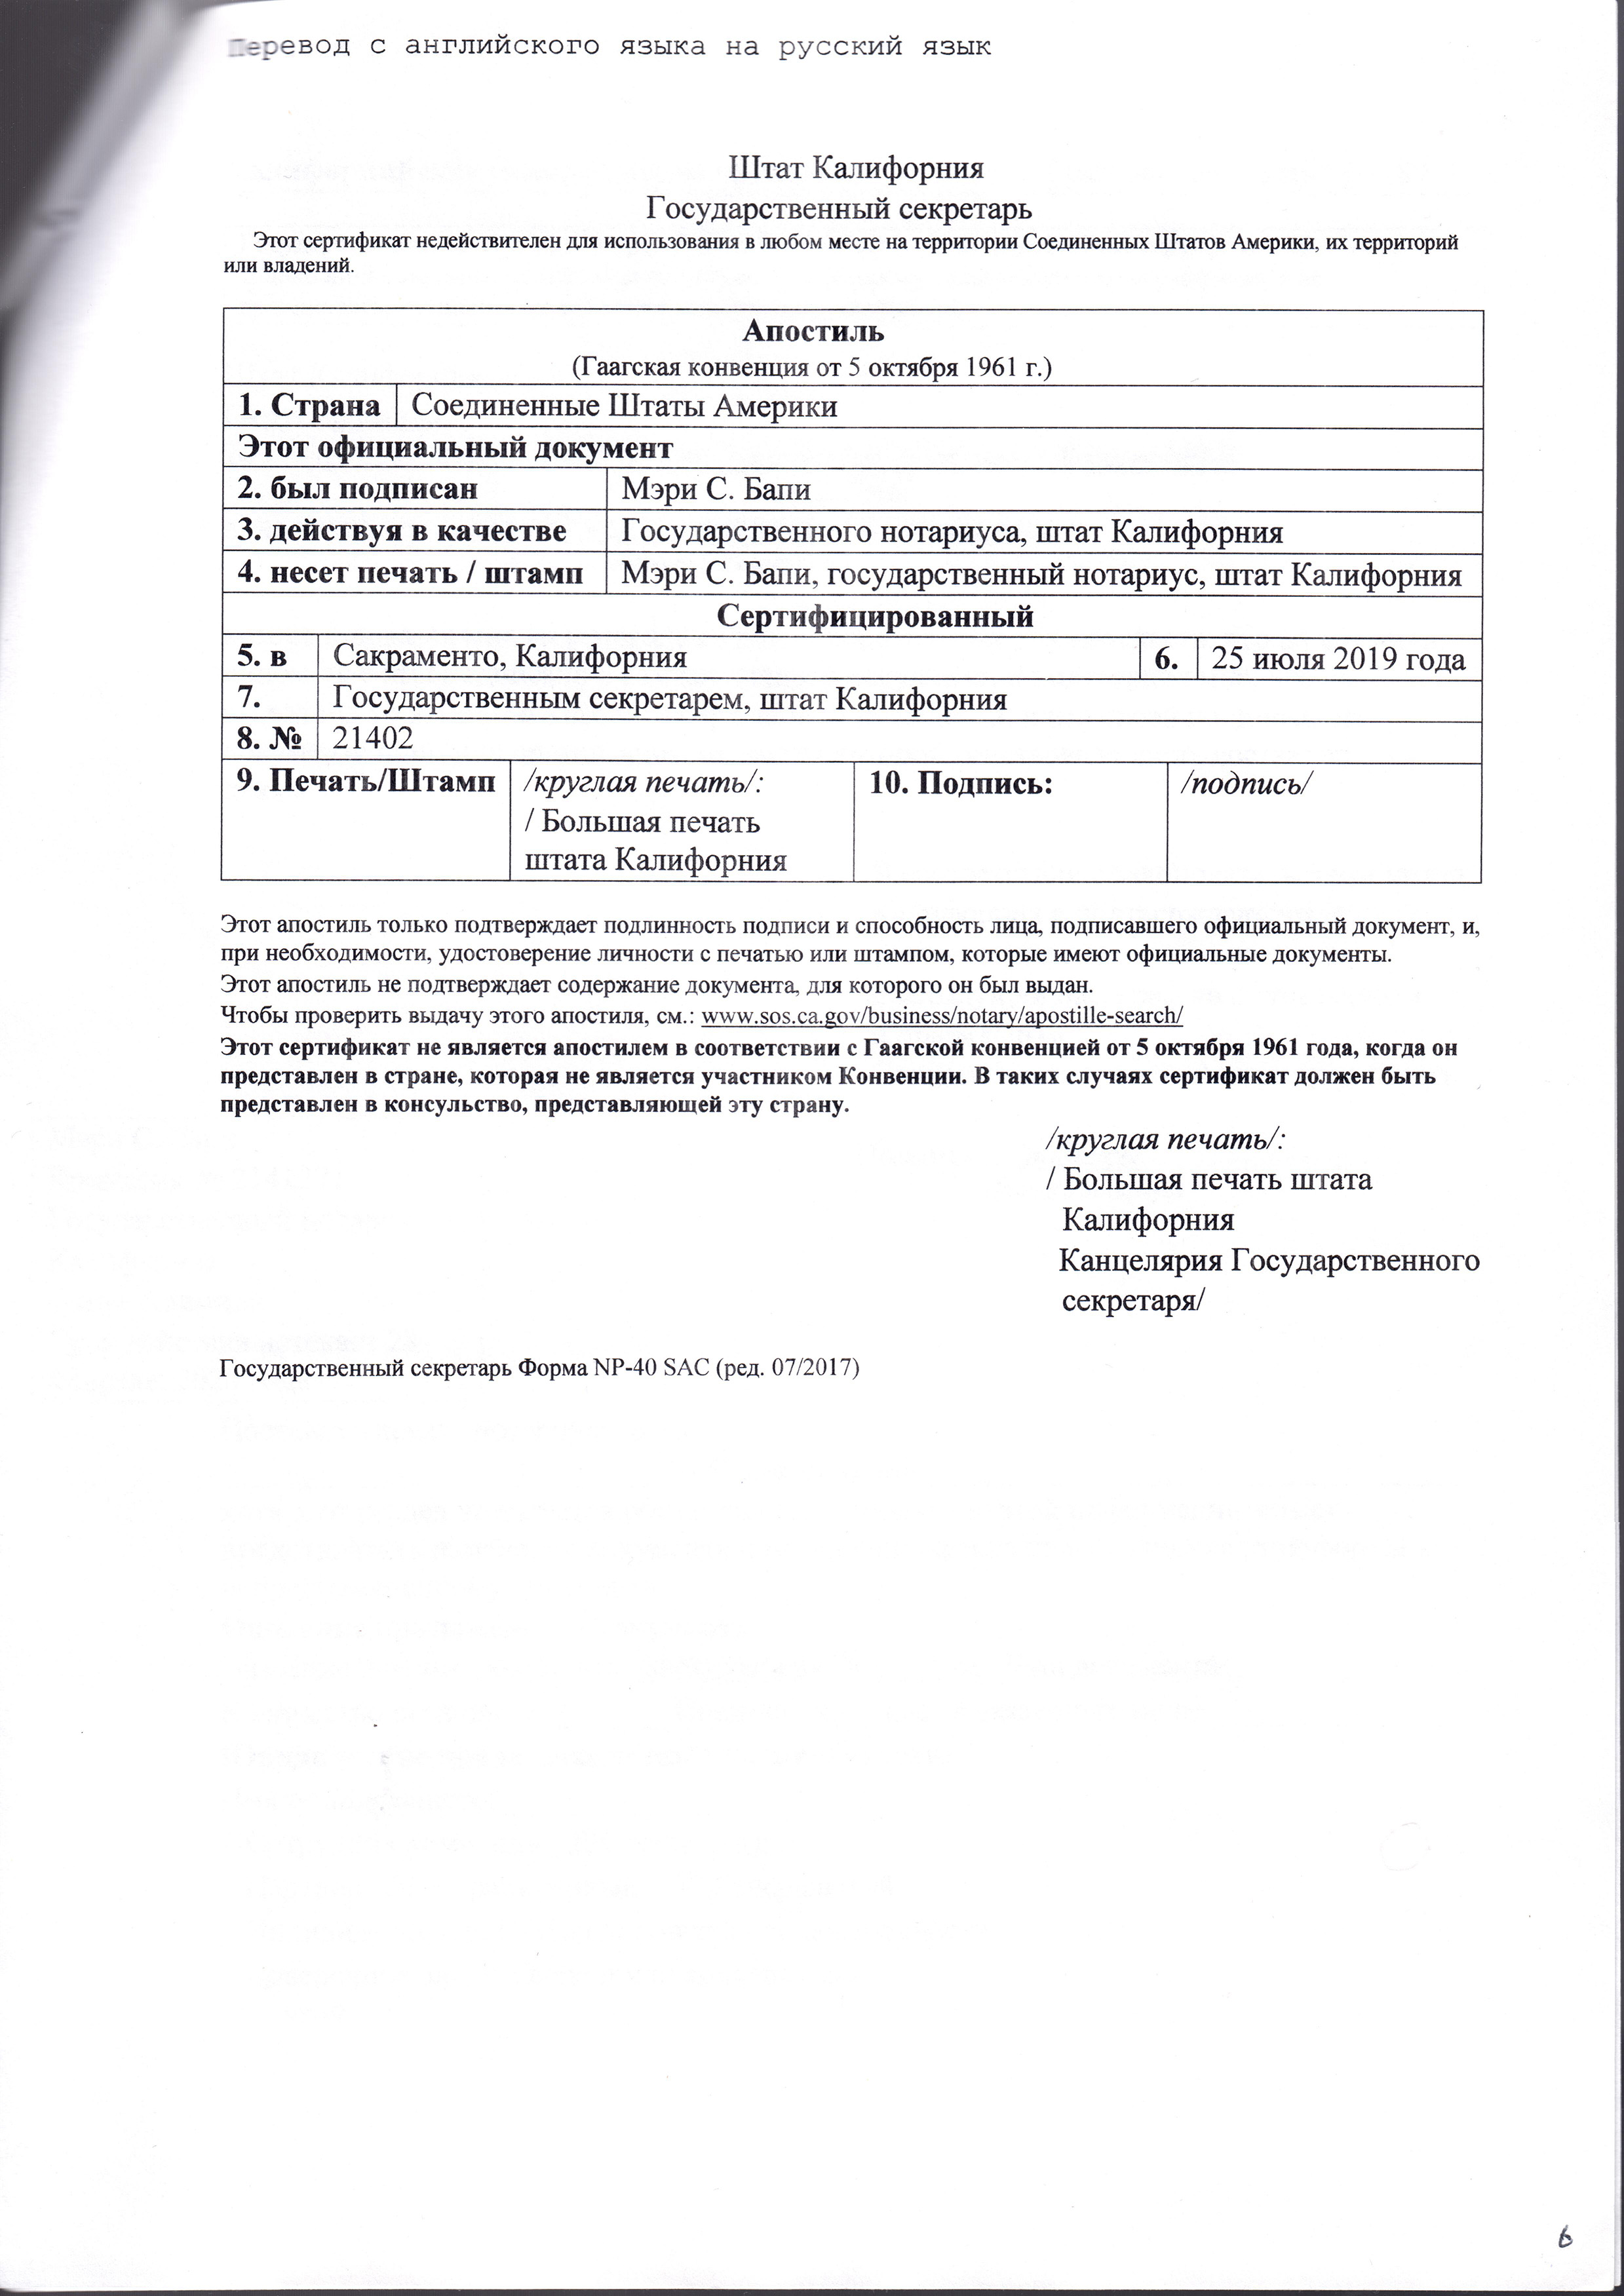 Перевод с английского языка на русский язык
Штат Калифорния
Государственный секретарь
Этот сертификат недействителен для использования в любом месте на территории Соединенных Штатов Америки, их территорий
или владений.
Апостиль
(Гаагская конвенция от 5 октября 1961 г.)
1. Страна Соединенные Штаты Америки
Этот официальный документ
2. был подписан Мэри С. Бапи
3. действуя в качестве Государственного нотариуса, штат Калифорния
4. несет печать / штамп Мэри С. Бапи, государственный нотариус, штат Калифорния
Сертифицированный
5. в Сакраменто, Калифорния 6. 25 июля 2019 года
7. Государственным секретарем, штат Калифорния
8. № 21402
9. Печать/Штамп /круглая печать/: 10. Подпись: /подпись/
/ Большая печать
штата Калифорния
Этот апостиль только подтверждает подлинность подписи и способность лица, подписавшего официальный документ, и,
при необходимости, удостоверение личности с печатью или штампом, которые имеют официальные документы.
Этот апостиль не подтверждает содержание документа, для которого он был выдан.
Чтобы проверить выдачу этого апостиля, см.: www.sos.ca.gov/business/notary/apostille-search/
Этот сертификат не является апостилем в соответствии с Гаагской конвенцией от 5 октября 1961 года, когда он
представлен в стране, которая не является участником Конвенции. В таких случаях сертификат должен быть
представлен в консульство, представляющей эту страну.
/круглая печать/:
/ Большая печать штата
Калифорния
Канцелярия Государственного
секретаря/
Государственный секретарь Форма NP-40 SAC (ред. 07/2017)
6